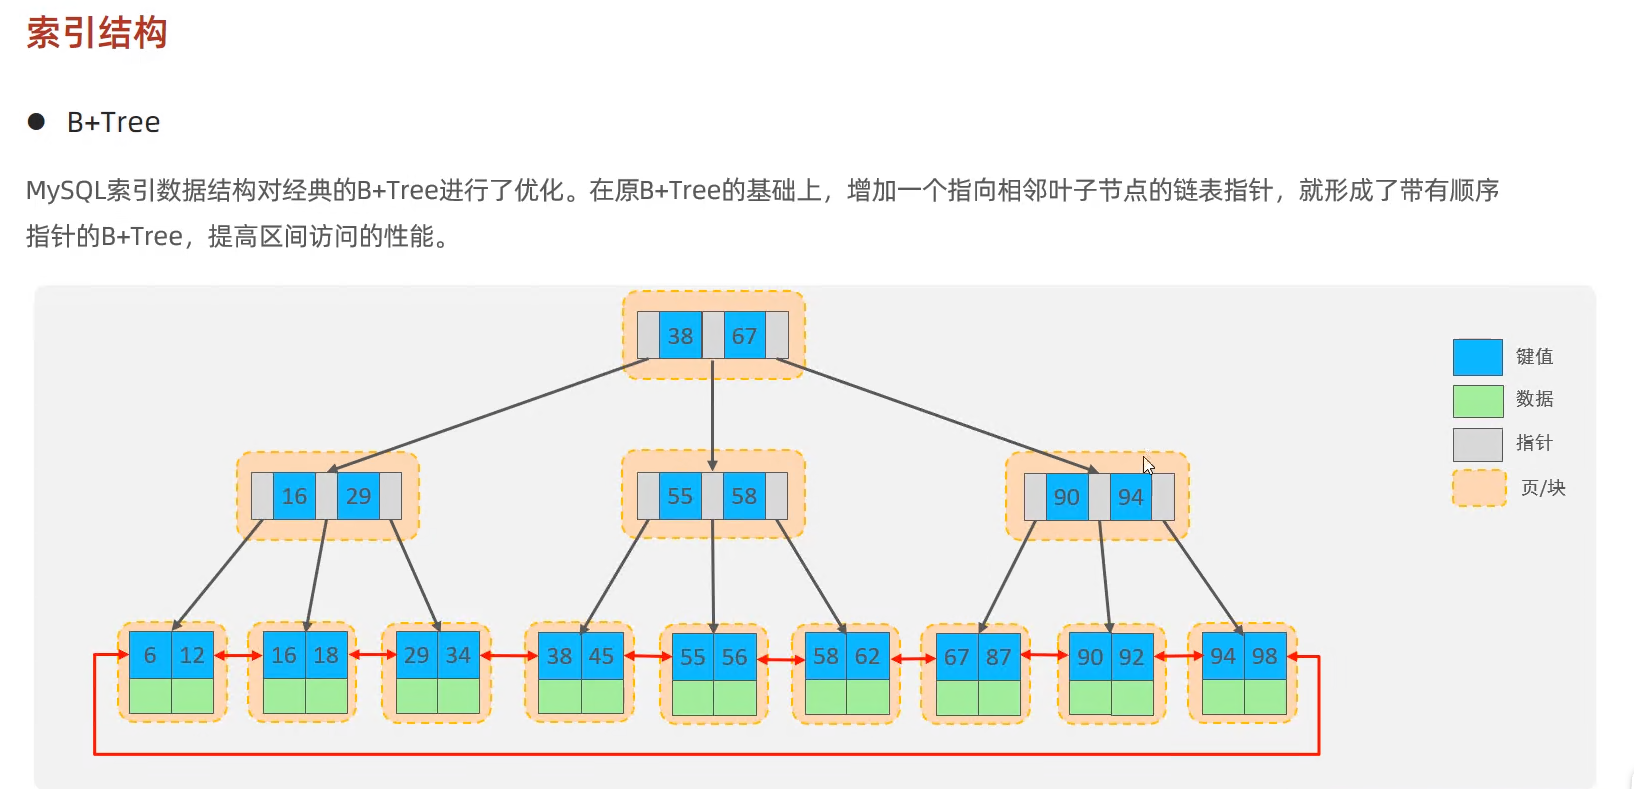 索引结构
● B+Tree
MySQL索引数据结构对经典的B+Tree进行了优化。在原B+Tree的基础上，增加一个指向相邻叶子节点的链表指针，就形成了带有顺序
指针的B+Tree，提高区间访问的性能。
38 67
键值
数据
指针
页/块
16 29 55 58 90 94
6 12 16 18 29 34 38 45 55 56 58 62 67 87 90 92 94 98